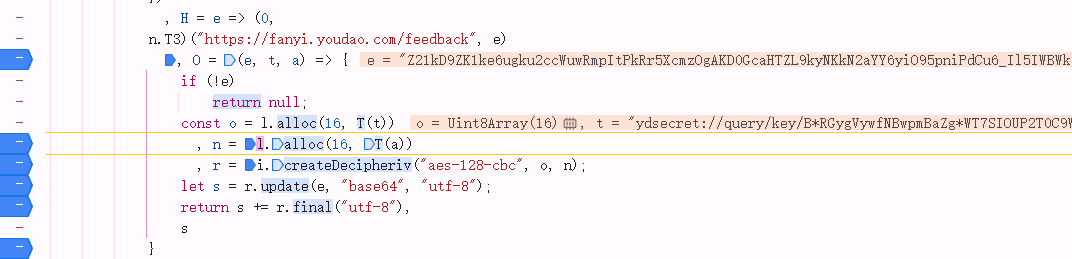 , H = e => (0,
n.T3)("https://fanyi.youdao.com/feedback", e)
, O = (e, t, a) => { e = "Z21kD9ZK1ke6ugku2ccWuwRmpItPkRr5XcmzOgAKD0GcaHTZL9kyNKkN2aYY6yiO95pniPdCu6_Il5IWBWk
if (!e)
return null;
const o = l.alloc(16, T(t)) o = Uint8Array(16), t = "ydsecret://query/key/B*RGygVywfNBwpmBaZg*WT7SIOUP2T0C9W
, n = l.alloc(16, T(a))
, r = i.createDecipheriv("aes-128-cbc", o, n);
let s = r.update(e, "base64", "utf-8");
return s += r.final("utf-8"),
s
}